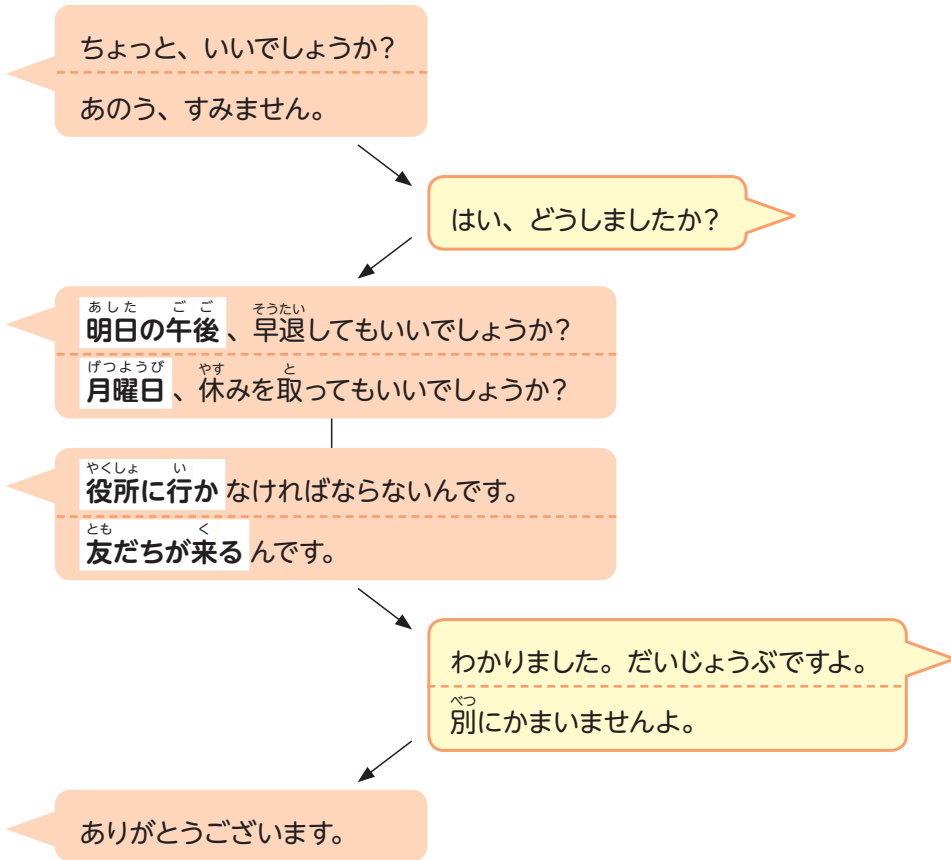 ちょっと、いいでしょうか？
あのう、すみません。
はい、どうしましたか？
あした ごご そうたい
明日の午後、早退してもいいでしょうか？
げつようび やす と
月曜日、休みを取ってもいいでしょうか？
やくしょ い
役所に行かなければならないんです。
とも く
友だちが来るんです。
わかりました。だいじょうぶですよ。
べつ
別にかまいませんよ。
ありがとうございます。